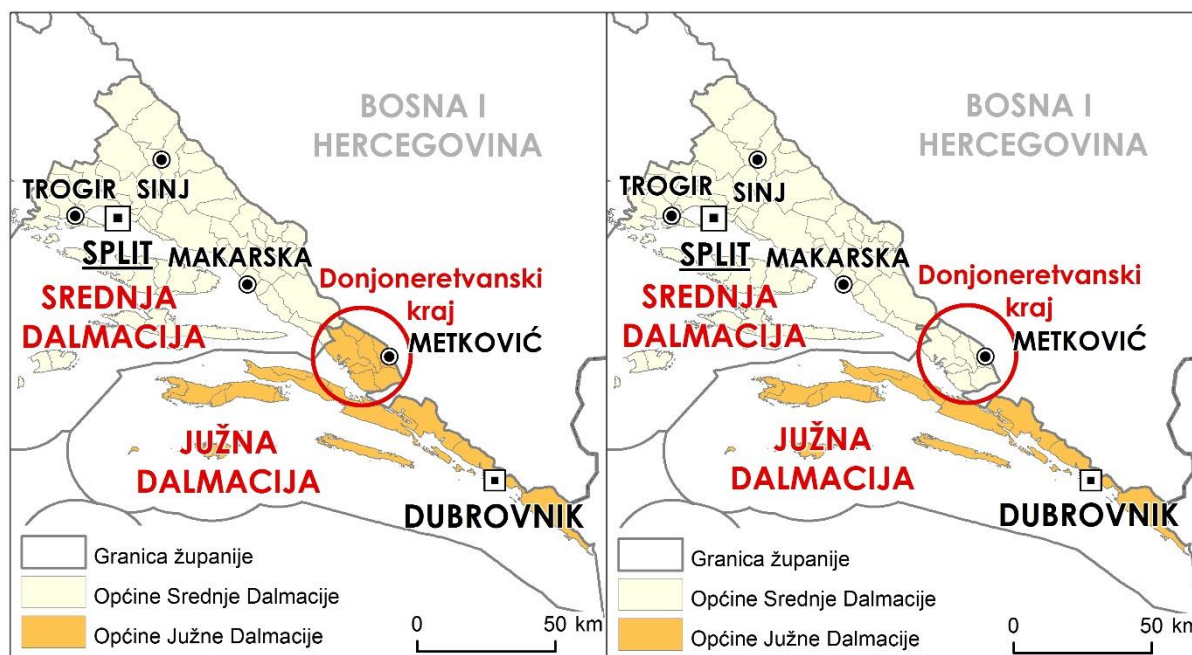 BOSNA I
HERCEGOVINA
TROGIR
SINJ
SPLIT
MAKARSKA
SREDNJA
DALMACIJA
Donjoneretvanski
kraj
METKOVIĆ
JUŽNA
DALMACIJA
DUBROVNIK
Granica županije
Općine Srednje Dalmacije
Općine Južne Dalmacije
0 50 km
BOSNA I
HERCEGOVINA
TROGIR
SINJ
SPLIT
MAKARSKA
SREDNJA
DALMACIJA
Donjoneretvanski
kraj
METKOVIĆ
JUŽNA
DALMACIJA
DUBROVNIK
Granica županije
Općine Srednje Dalmacije
Općine Južne Dalmacije
0 50 km